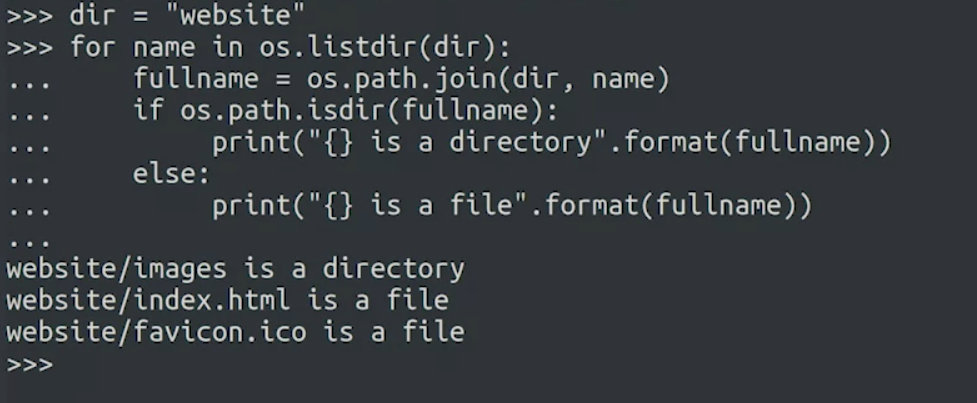 >>> dir = "website"
>>> for name in os.listdir(dir):
...     fullname = os.path.join(dir, name)
...     if os.path.isdir(fullname):
...          print("{} is a directory".format(fullname))
...     else:
...          print("{} is a file".format(fullname))
...
website/images is a directory
website/index.html is a file
website/favicon.ico is a file
>>>